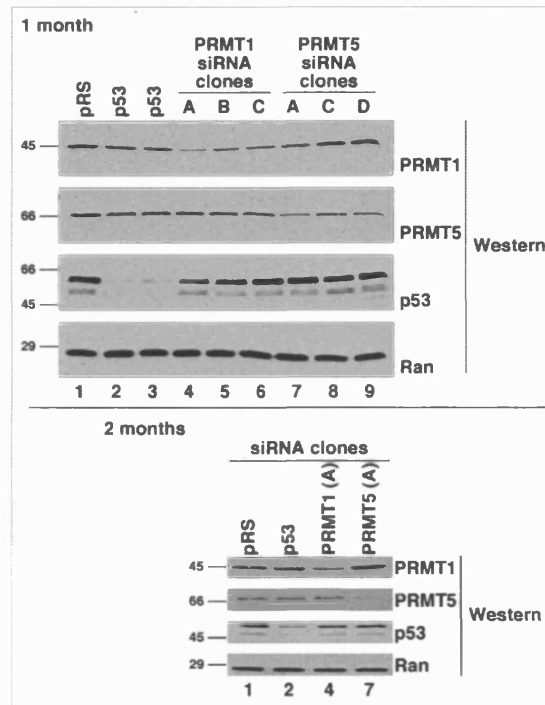 1 month
PRMT1 siRNA clones
PRMT5 siRNA clones
pRS p53 p53 A B C A C D
45 PRMT1
66 PRMT5
66
45 p53
29 Ran
Western
1 2 3 4 5 6 7 8 9
2 months
siRNA clones
pRS p53 PRMT1 (A) PRMT5 (A)
45 PRMT1
66 PRMT5
45 p53
29 Ran
Western
1 2 4 7